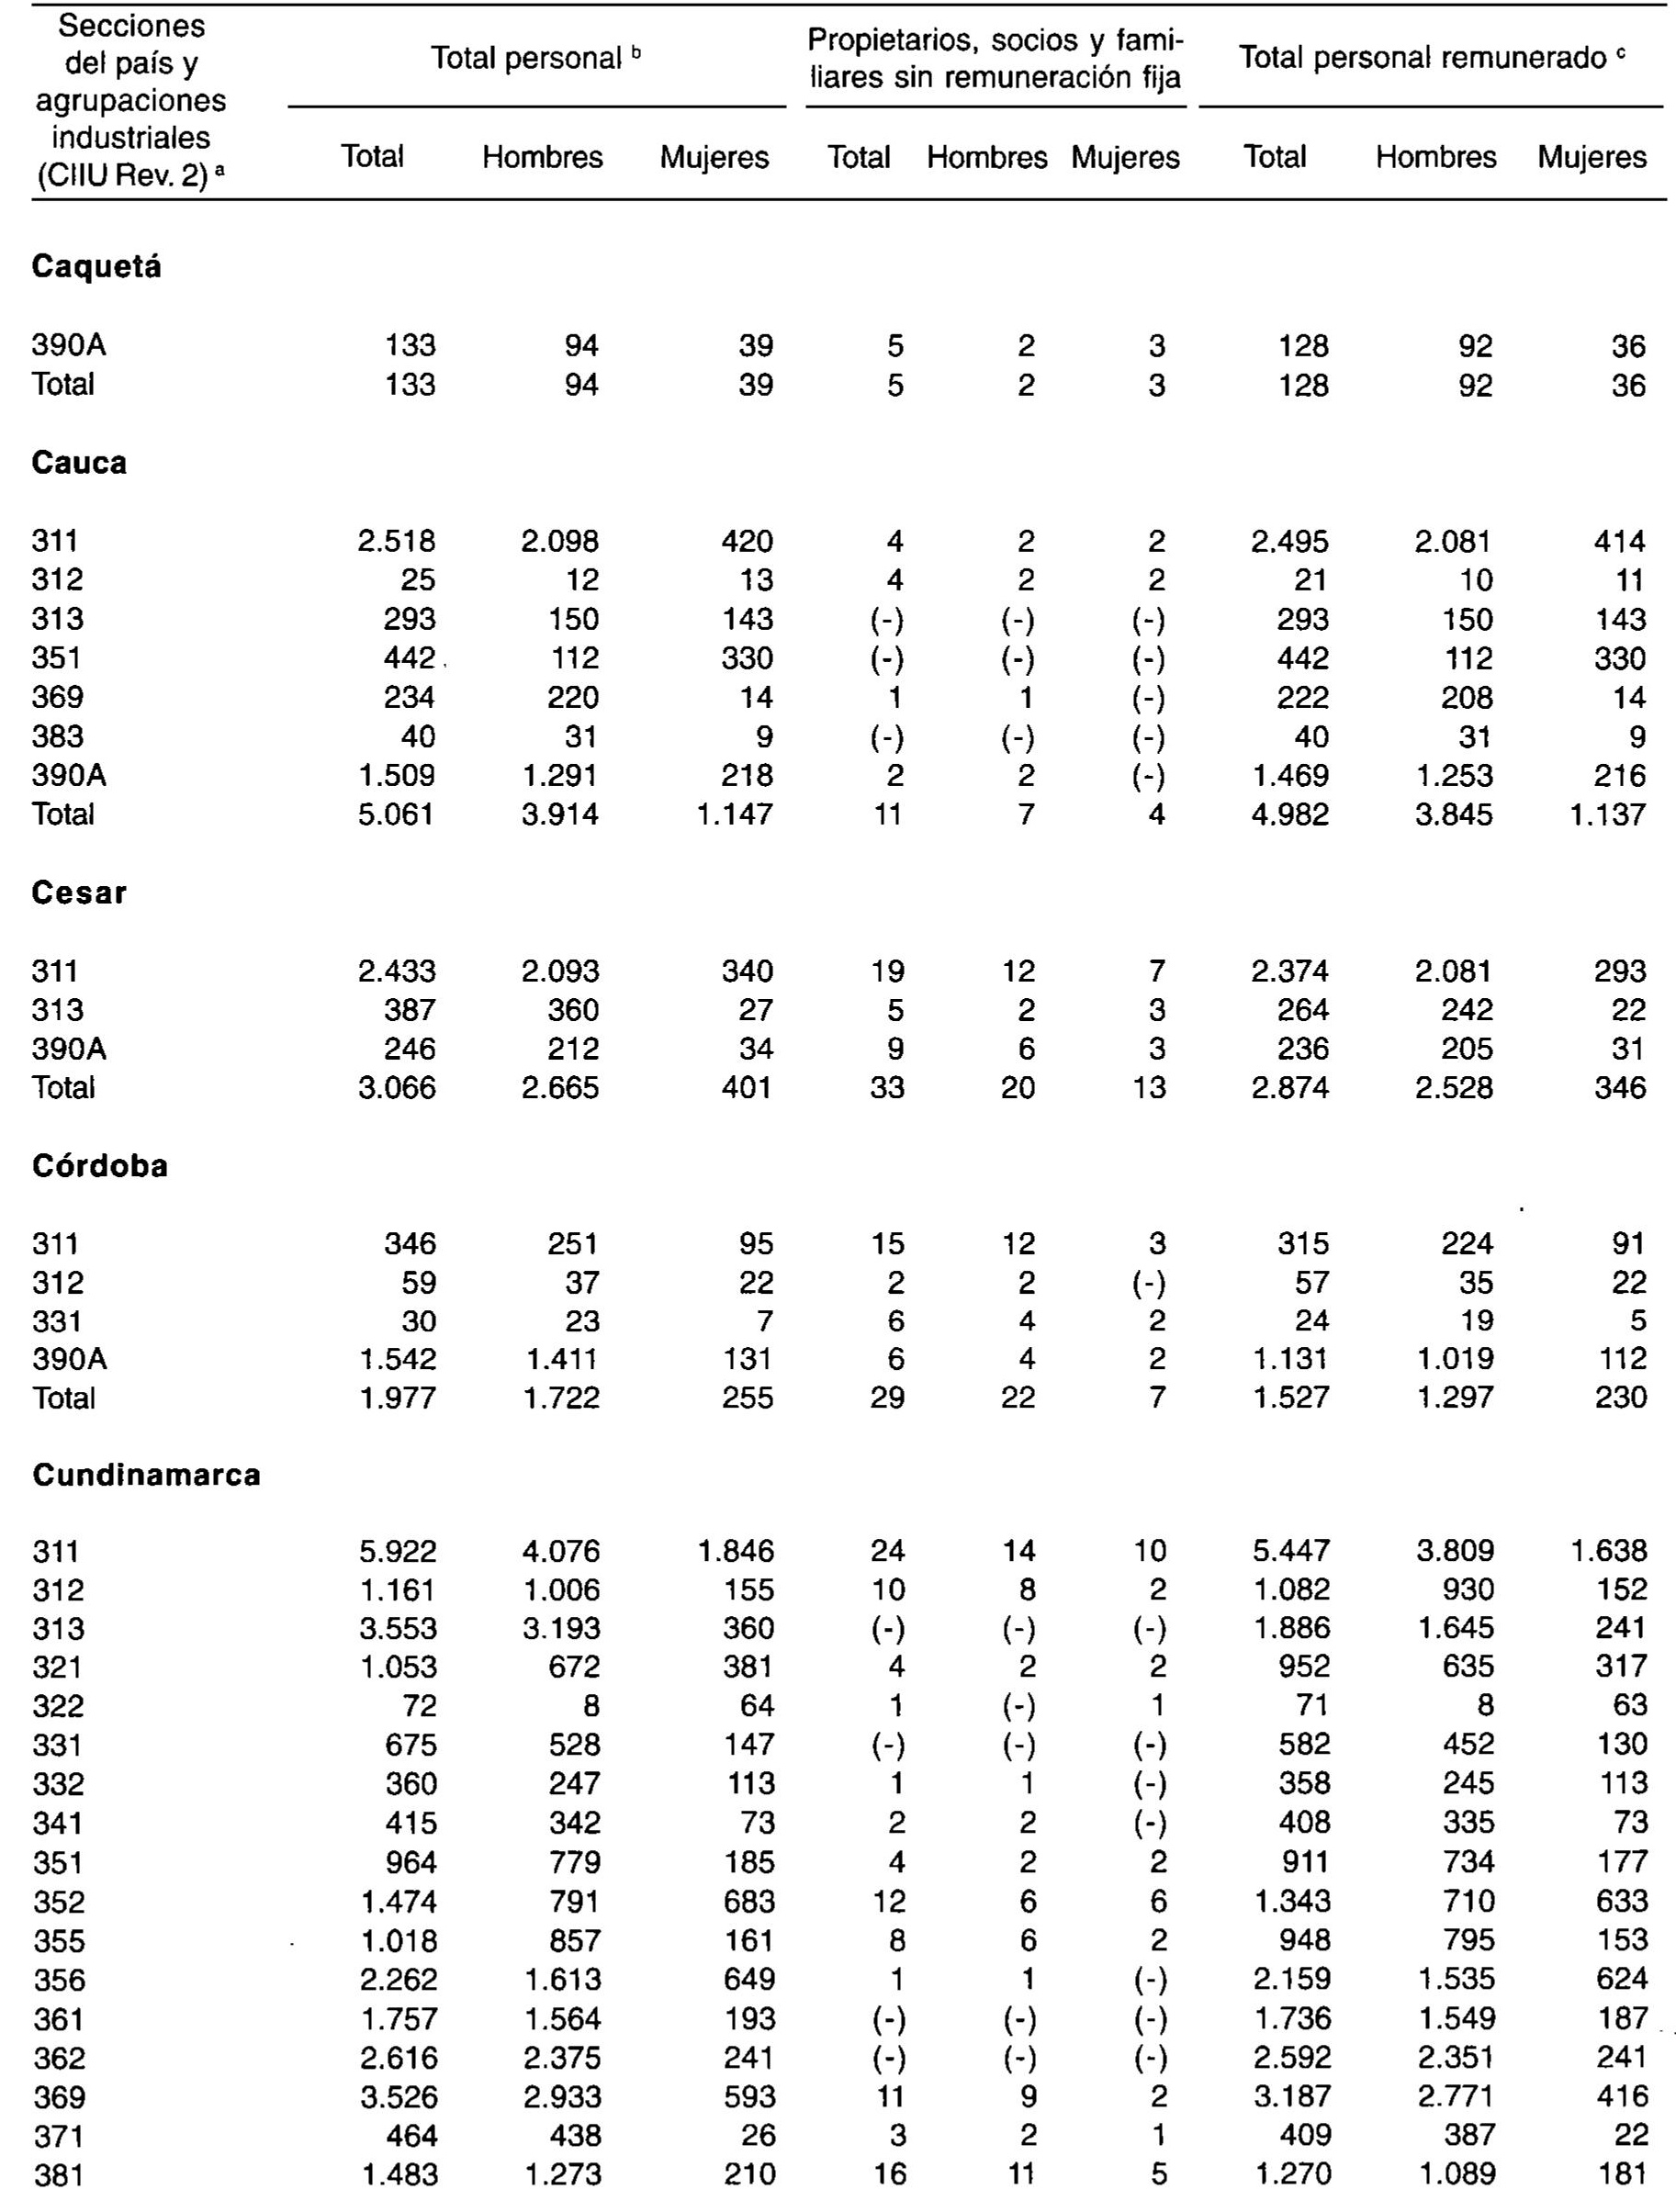 Secciones
del país y
agrupaciones
industriales
(CIIU Rev. 2) a
Total personal b
Propietarios, socios y fami-
liares sin remuneración fija
Total personal remunerado c
Total Hombres Mujeres Total Hombres Mujeres Total Hombres Mujeres
Caquetá
390A 133 94 39 5 2 3 128 92 36
Total 133 94 39 5 2 3 128 92 36
Cauca
311 2.518 2.098 420 4 2 2 2.495 2.081 414
312 25 12 13 4 2 2 21 10 11
313 293 150 143 (-) (-) (-) 293 150 143
351 442 112 330 (-) (-) (-) 442 112 330
369 234 220 14 1 1 (-) 222 208 14
383 40 31 9 (-) (-) (-) 40 31 9
390A 1.509 1.291 218 2 2 (-) 1.469 1.253 216
Total 5.061 3.914 1.147 11 7 4 4.982 3.845 1.137
Cesar
311 2.433 2.093 340 19 12 7 2.374 2.081 293
313 387 360 27 5 2 3 264 242 22
390A 246 212 34 9 6 3 236 205 31
Total 3.066 2.665 401 33 20 13 2.874 2.528 346
Córdoba
311 346 251 95 15 12 3 315 224 91
312 59 37 22 2 2 (-) 57 35 22
331 30 23 7 6 4 2 24 19 5
390A 1.542 1.411 131 6 4 2 1.131 1.019 112
Total 1.977 1.722 255 29 22 7 1.527 1.297 230
Cundinamarca
311 5.922 4.076 1.846 24 14 10 5.447 3.809 1.638
312 1.161 1.006 155 10 8 2 1.082 930 152
313 3.553 3.193 360 (-) (-) (-) 1.886 1.645 241
321 1.053 672 381 4 2 2 952 635 317
322 72 8 64 1 (-) 1 71 8 63
331 675 528 147 (-) (-) (-) 582 452 130
332 360 247 113 1 1 (-) 358 245 113
341 415 342 73 2 2 (-) 408 335 73
351 964 779 185 4 2 2 911 734 177
352 1.474 791 683 12 6 6 1.343 710 633
355 1.018 857 161 8 6 2 948 795 153
356 2.262 1.613 649 1 1 (-) 2.159 1.535 624
361 1.757 1.564 193 (-) (-) (-) 1.736 1.549 187
362 2.616 2.375 241 (-) (-) (-) 2.592 2.351 241
369 3.526 2.933 593 11 9 2 3.187 2.771 416
371 464 438 26 3 2 1 409 387 22
381 1.483 1.273 210 16 11 5 1.270 1.089 181